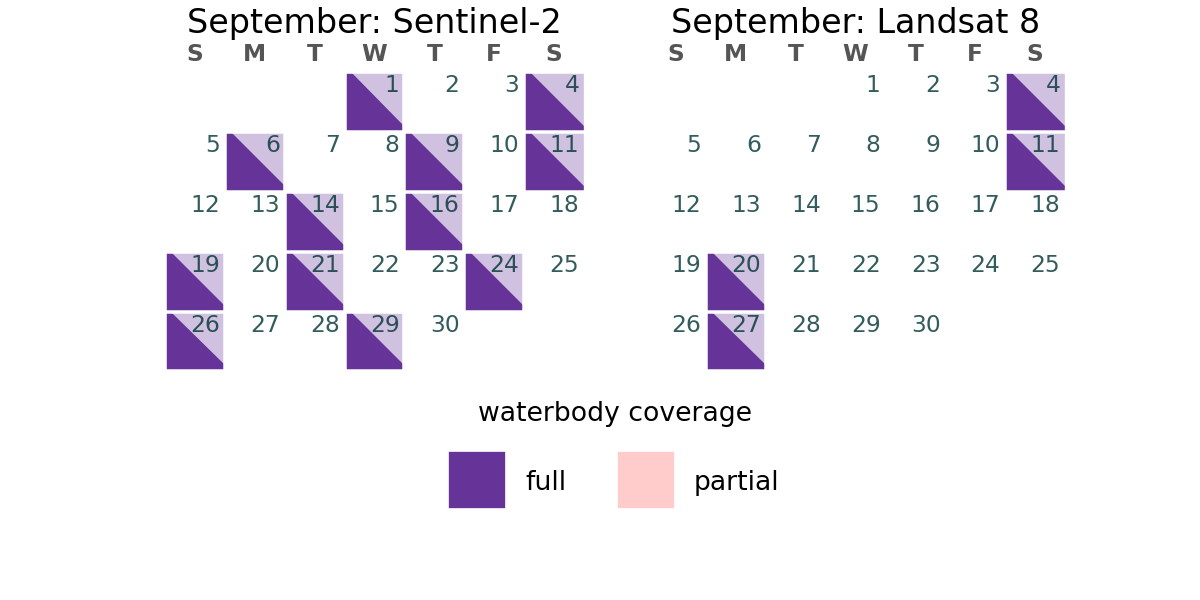 September: Sentinel-2
S M T W T F S
1 2 3 4
5 6 7 8 9 10 11
12 13 14 15 16 17 18
19 20 21 22 23 24 25
26 27 28 29 30
September: Landsat 8
S M T W T F S
1 2 3 4
5 6 7 8 9 10 11
12 13 14 15 16 17 18
19 20 21 22 23 24 25
26 27 28 29 30
waterbody coverage
full partial